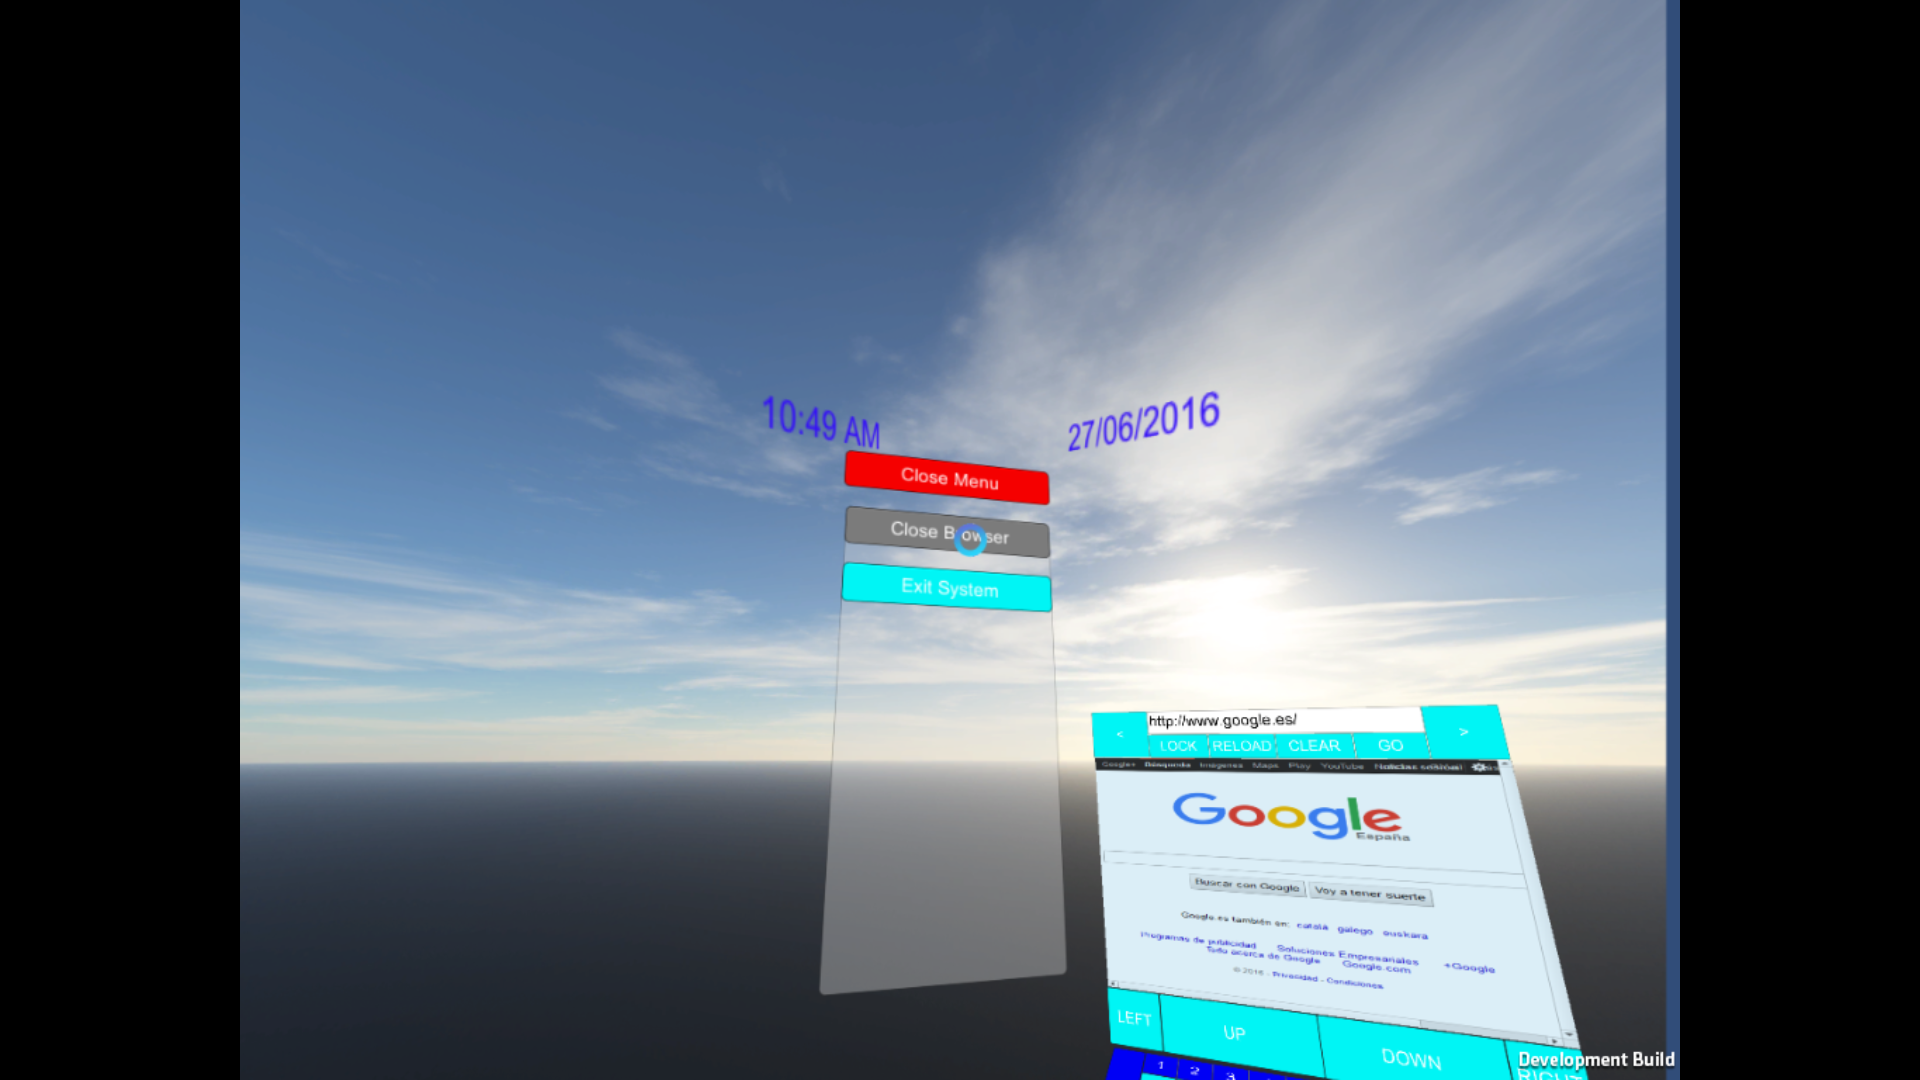 10:49 AM
27/06/2016
Close Menu
Close Browser
Exit System
< http://www.google.es/ >
LOCK RELOAD CLEAR GO
Google+ Búsqueda Imágenes Maps Play YouTube Noticias
Google
España
Buscar con Google Voy a tener suerte
Google.es también en: català galego euskara
Programas de publicidad Soluciones Empresariales +Google
Todo acerca de Google Google.com
© 2016 - Privacidad - Condiciones
LEFT UP DOWN RIGHT
1 2 3
Development Build